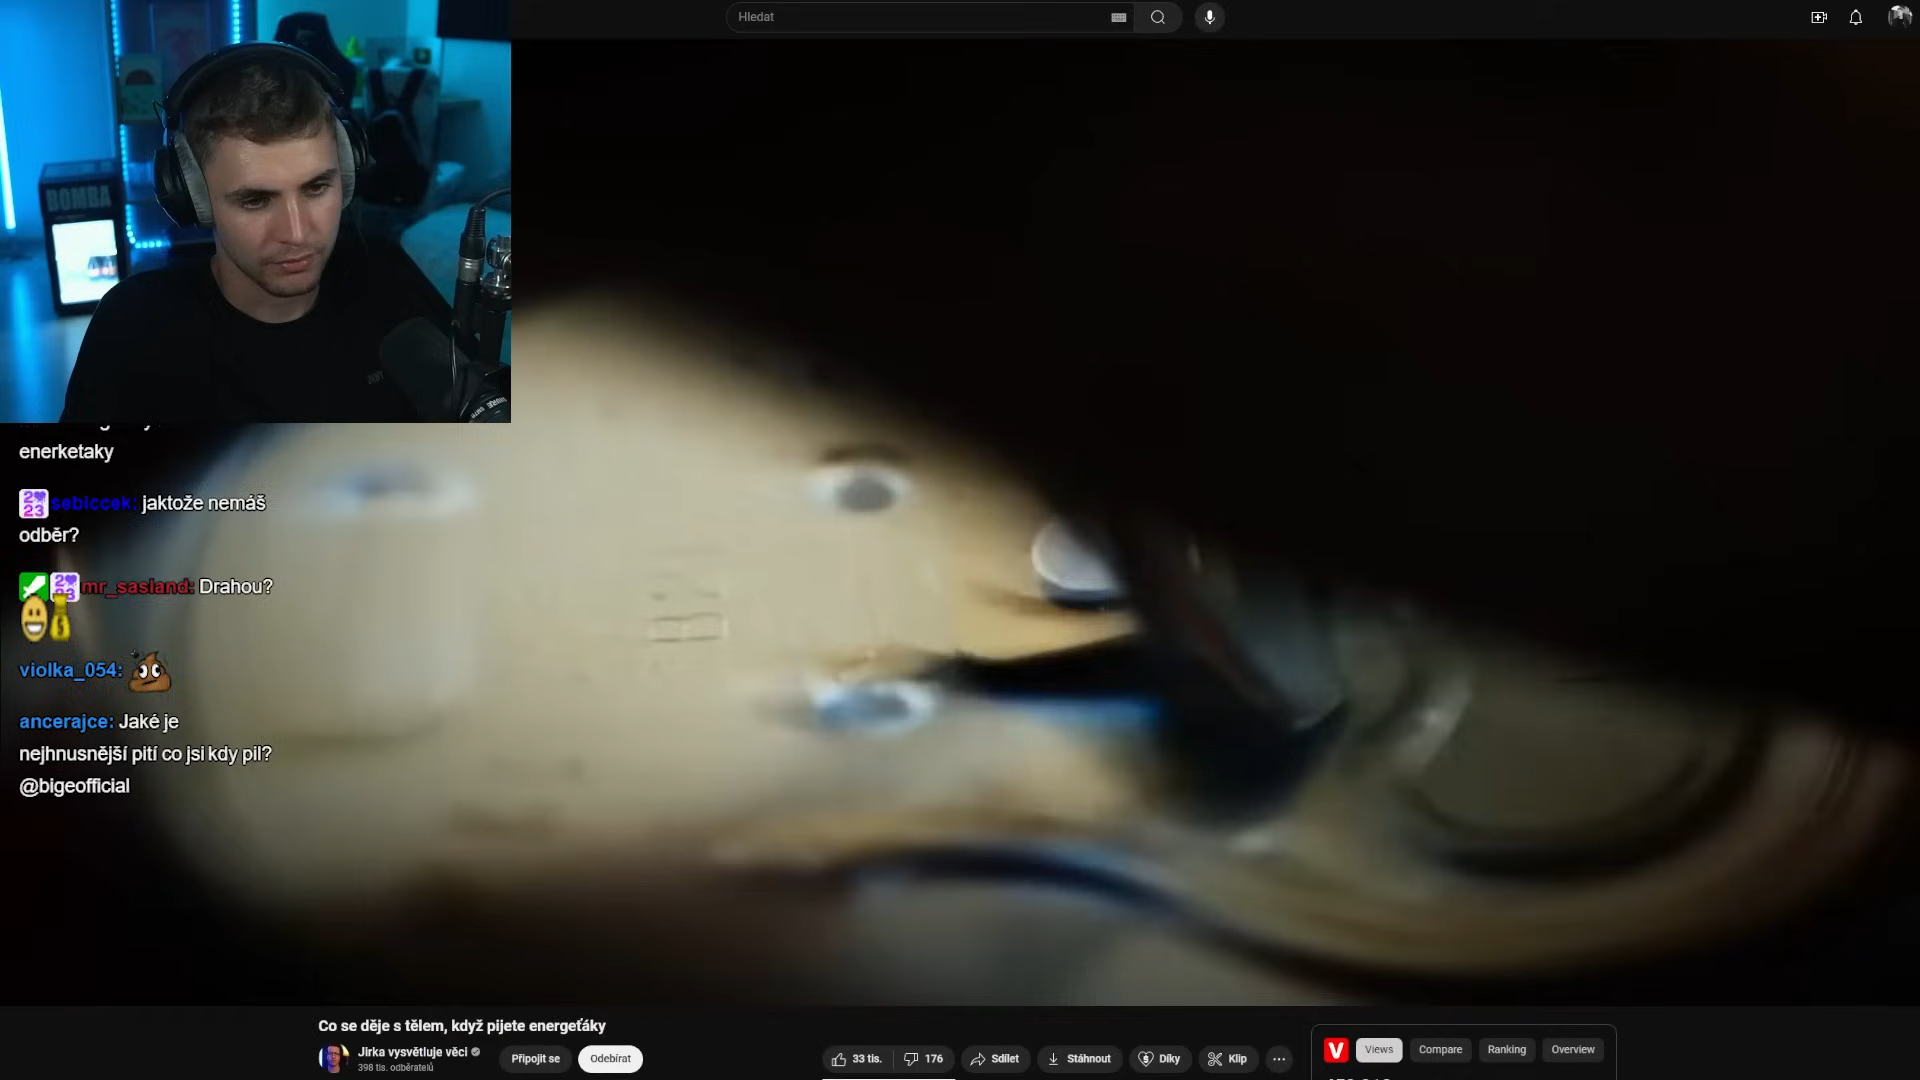 Hledat
BOMBA
enerketaky
sebiccek: jaktože nemáš
odběr?
mr_sasland: Drahou?
violka_054:
ancerajce: Jaké je
nejhnusnější pití co jsi kdy pil?
@bigeofficial
Co se děje s tělem, když pijete energeťáky
Jirka vysvětluje věci
398 tis. odběratelů
Připojit se
Odebírat
33 tis.
176
Sdílet
Stáhnout
Díky
Klip
Views
Compare
Ranking
Overview